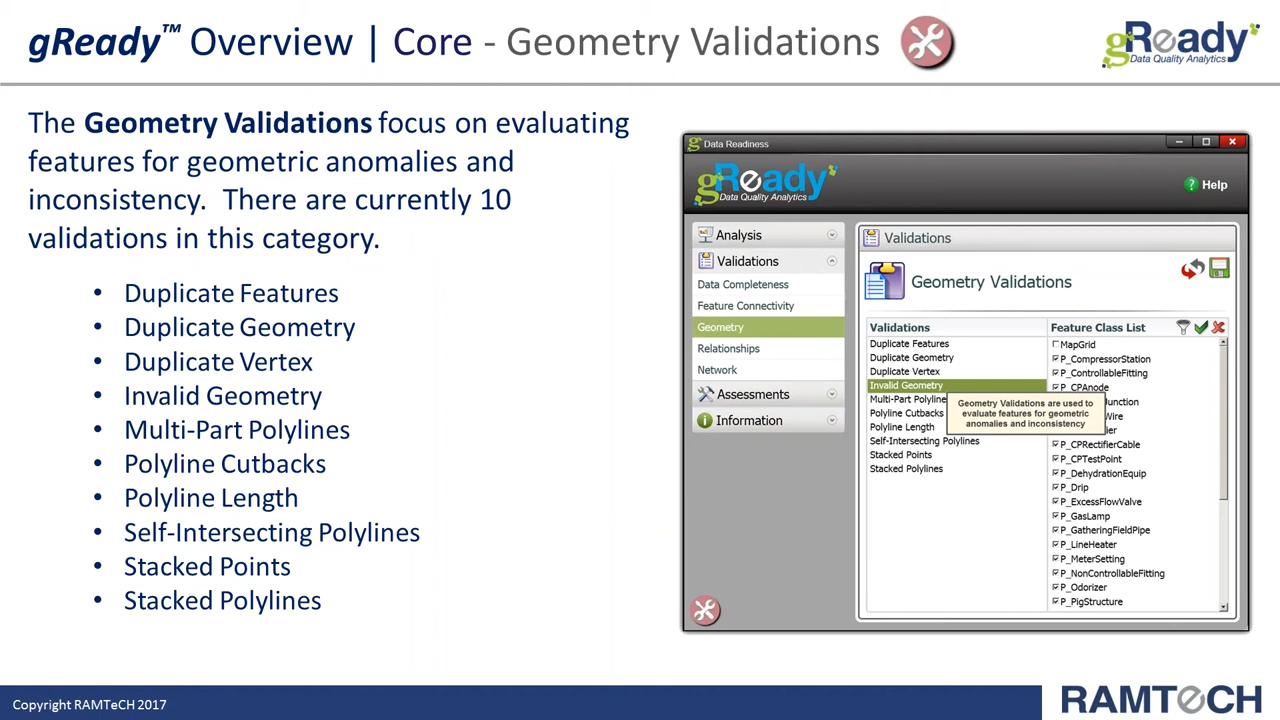 gReady™ Overview | Core - Geometry Validations
gReady
Data Quality Analytics
The Geometry Validations focus on evaluating
features for geometric anomalies and
inconsistency. There are currently 10
validations in this category.
• Duplicate Features
• Duplicate Geometry
• Duplicate Vertex
• Invalid Geometry
• Multi-Part Polylines
• Polyline Cutbacks
• Polyline Length
• Self-Intersecting Polylines
• Stacked Points
• Stacked Polylines
Data Readiness
gReady
Data Quality Analytics
Help
Analysis
Validations
Data Completeness
Feature Connectivity
Geometry
Relationships
Network
Assessments
Information
Validations
Geometry Validations
Validations
Duplicate Features
Duplicate Geometry
Duplicate Vertex
Invalid Geometry
Multi-Part Polyline
Polyline Cutbacks
Polyline Length
Self-Intersecting Polylines
Stacked Points
Stacked Polylines
Geometry Validations are used to
evaluate features for geometric
anomalies and inconsistency
Feature Class List
MapGrid
P_CompressorStation
P_ControllableFitting
P_CPAnode
unction
Wire
ier
P_CPRectifierCable
P_CPTestPoint
P_DehydrationEquip
P_Drip
P_ExcessFlowValve
P_GasLamp
P_GatheringFieldPipe
P_LineHeater
P_MeterSetting
P_NonControllableFitting
P_Odorizer
P_PigStructure
Copyright RAMTeCH 2017
RAMTeCH